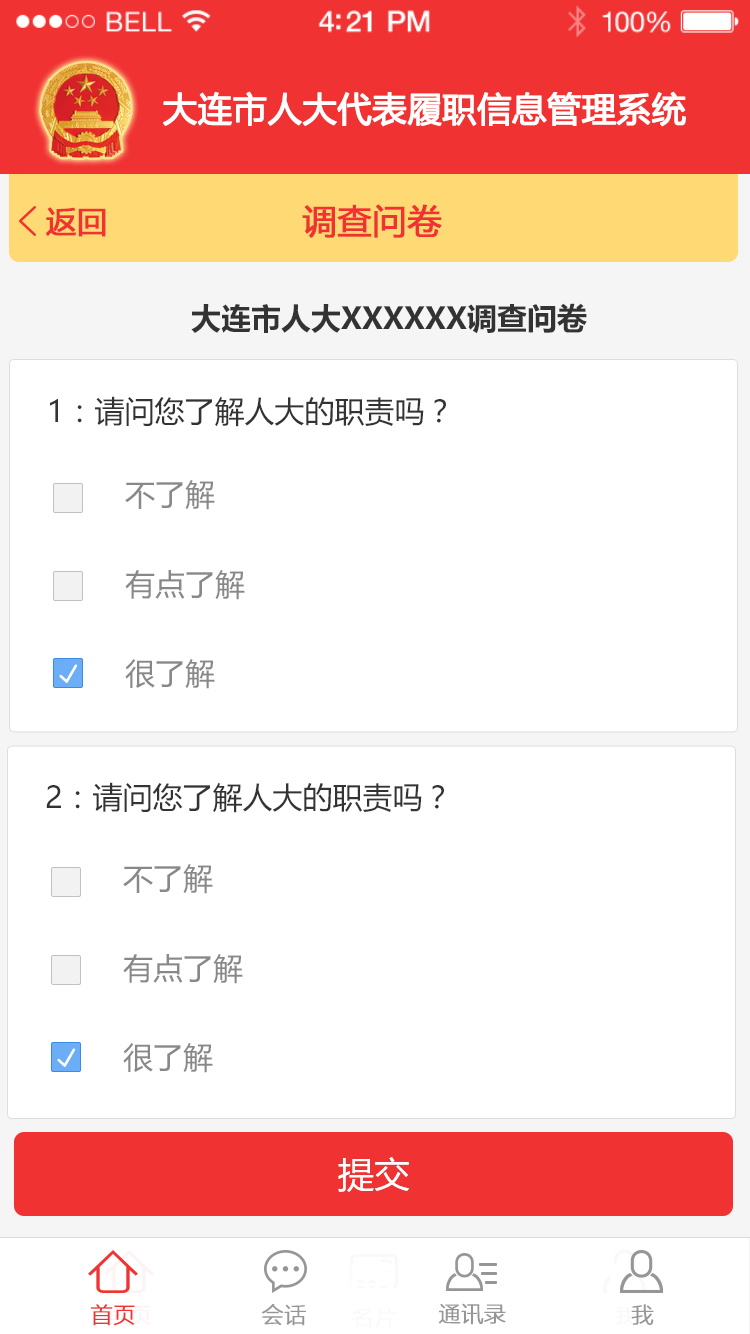 BELL 4:21 PM 100%
大连市人大代表履职信息管理系统
返回 调查问卷
大连市人大XXXXXX调查问卷
1：请问您了解人大的职责吗？
不了解
有点了解
很了解
2：请问您了解人大的职责吗？
不了解
有点了解
很了解
提交
首页 会话 名片 通讯录 我